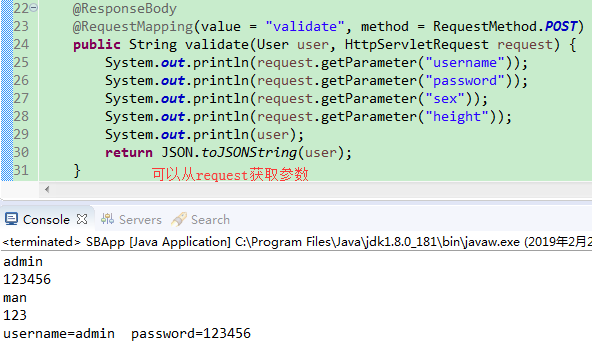 22 @ResponseBody
23 @RequestMapping(value = "validate", method = RequestMethod.POST)
24 public String validate(User user, HttpServletRequest request) {
25 System.out.println(request.getParameter("username"));
26 System.out.println(request.getParameter("password"));
27 System.out.println(request.getParameter("sex"));
28 System.out.println(request.getParameter("height"));
29 System.out.println(user);
30 return JSON.toJSONString(user);
31 }
可以从request获取参数
Console Servers Search
<terminated> SBApp [Java Application] C:\Program Files\Java\jdk1.8.0_181\bin\javaw.exe (2019年2月2
admin
123456
man
123
username=admin password=123456